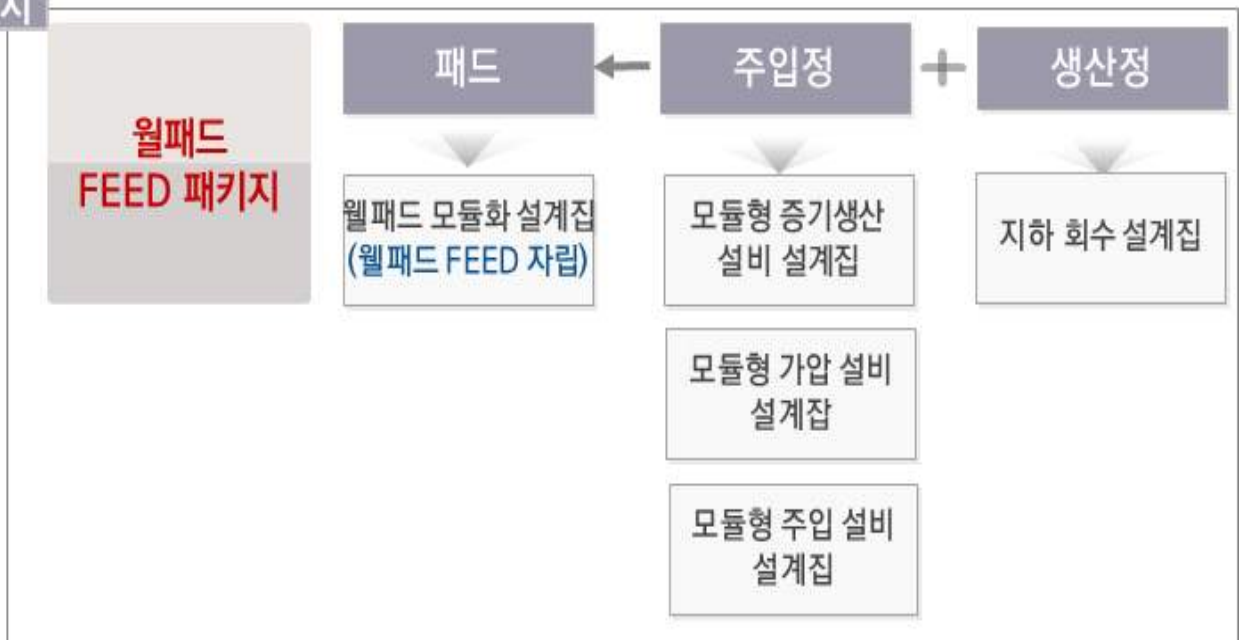 지
월패드
FEED 패키지
패드
주입정
생산정
웰패드 모듈화 설계집
(웰패드 FEED 자립)
모듈형 증기생산
설비 설계집
모듈형 가압 설비
설계잡
모듈형 주입 설비
설계집
지하 회수 설계집